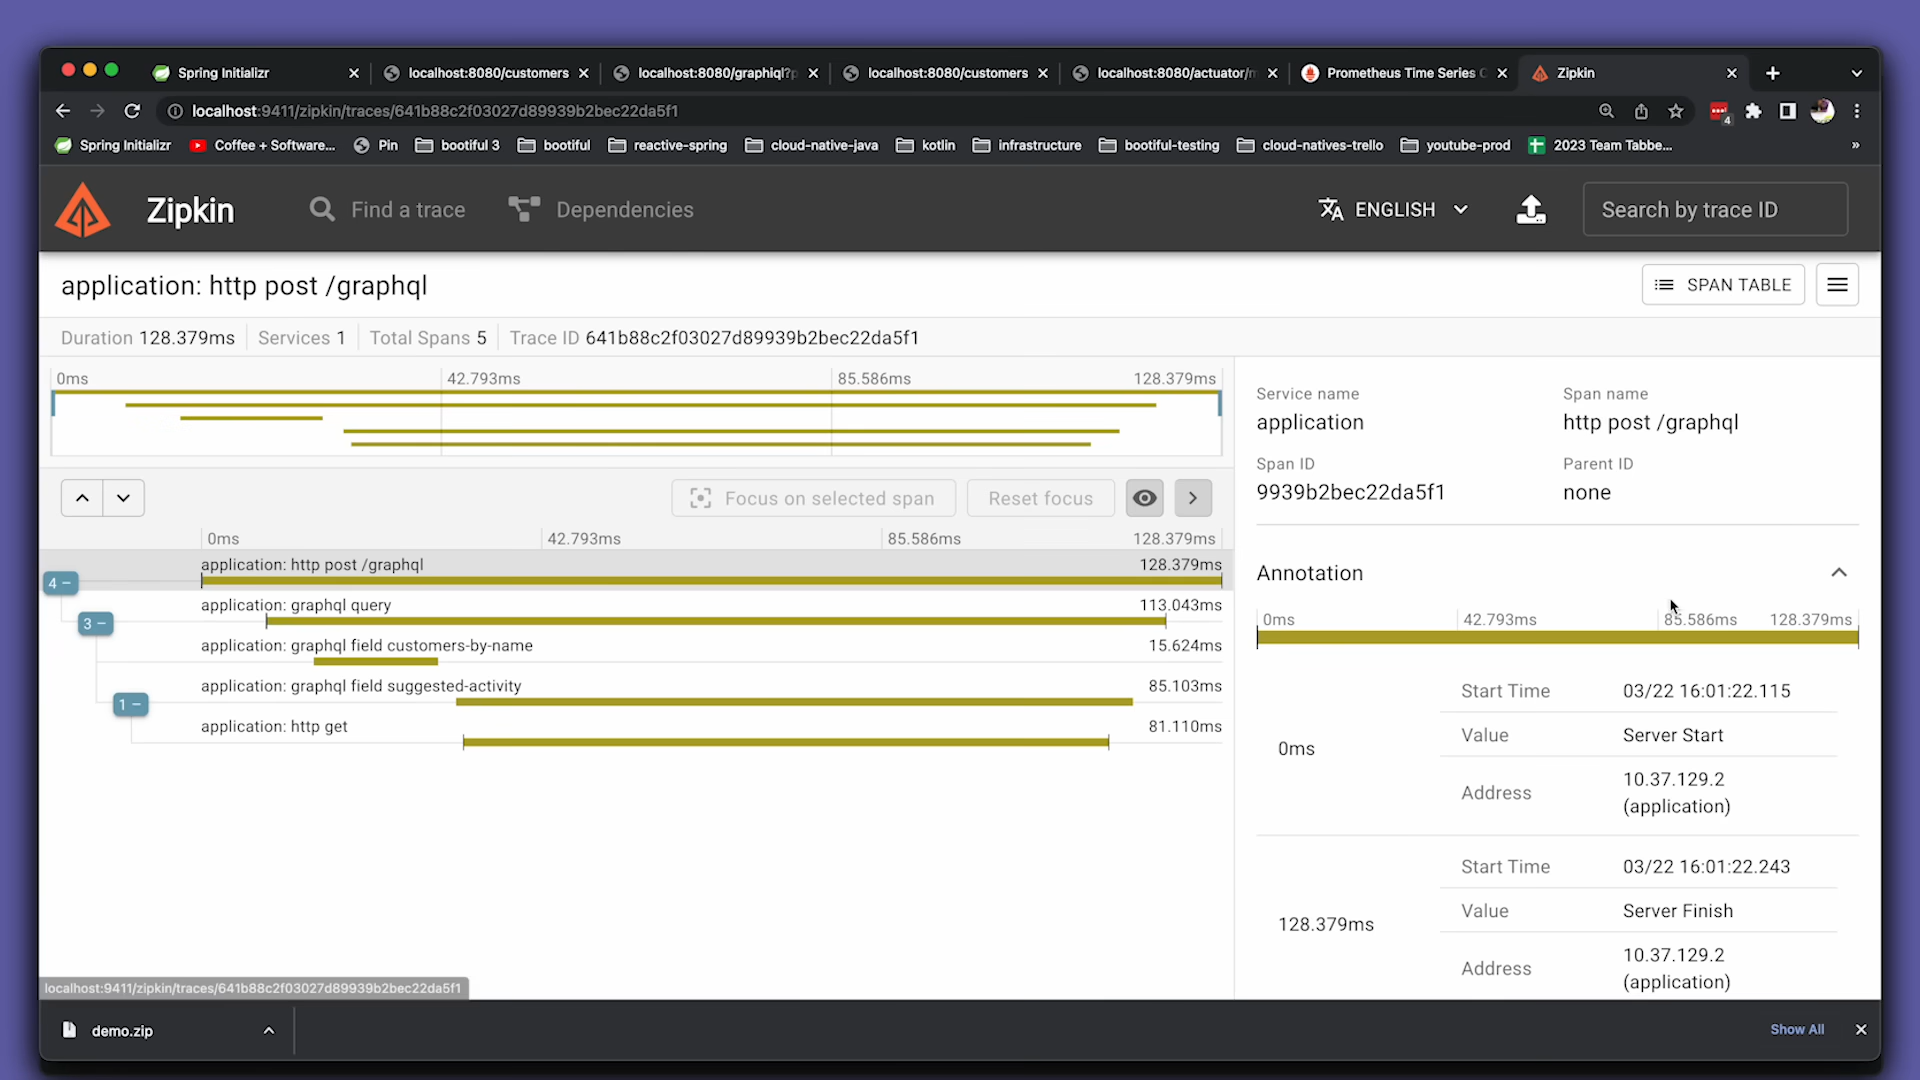 Spring Initializr
localhost:8080/customers
localhost:8080/graphiql?p
localhost:8080/customers
localhost:8080/actuator/m
Prometheus Time Series C
Zipkin
localhost:9411/zipkin/traces/641b88c2f03027d89939b2bec22da5f1
4
Spring Initializr
Coffee + Software...
Pin
bootiful 3
bootiful
reactive-spring
cloud-native-java
kotlin
infrastructure
bootiful-testing
cloud-natives-trello
youtube-prod
2023 Team Tabbe...
»
Zipkin
Find a trace
Dependencies
ENGLISH
Search by trace ID
application: http post /graphql
SPAN TABLE
Duration 128.379ms
Services 1
Total Spans 5
Trace ID 641b88c2f03027d89939b2bec22da5f1
0ms 42.793ms 85.586ms 128.379ms
Focus on selected span
Reset focus
0ms 42.793ms 85.586ms 128.379ms
application: http post /graphql 128.379ms
4 −
application: graphql query 113.043ms
3 −
application: graphql field customers-by-name 15.624ms
application: graphql field suggested-activity 85.103ms
1 −
application: http get 81.110ms
Service name
application
Span name
http post /graphql
Span ID
9939b2bec22da5f1
Parent ID
none
Annotation
0ms 42.793ms 85.586ms 128.379ms
0ms
Start Time 03/22 16:01:22.115
Value Server Start
Address 10.37.129.2
(application)
128.379ms
Start Time 03/22 16:01:22.243
Value Server Finish
Address 10.37.129.2
(application)
localhost:9411/zipkin/traces/641b88c2f03027d89939b2bec22da5f1
demo.zip
Show All